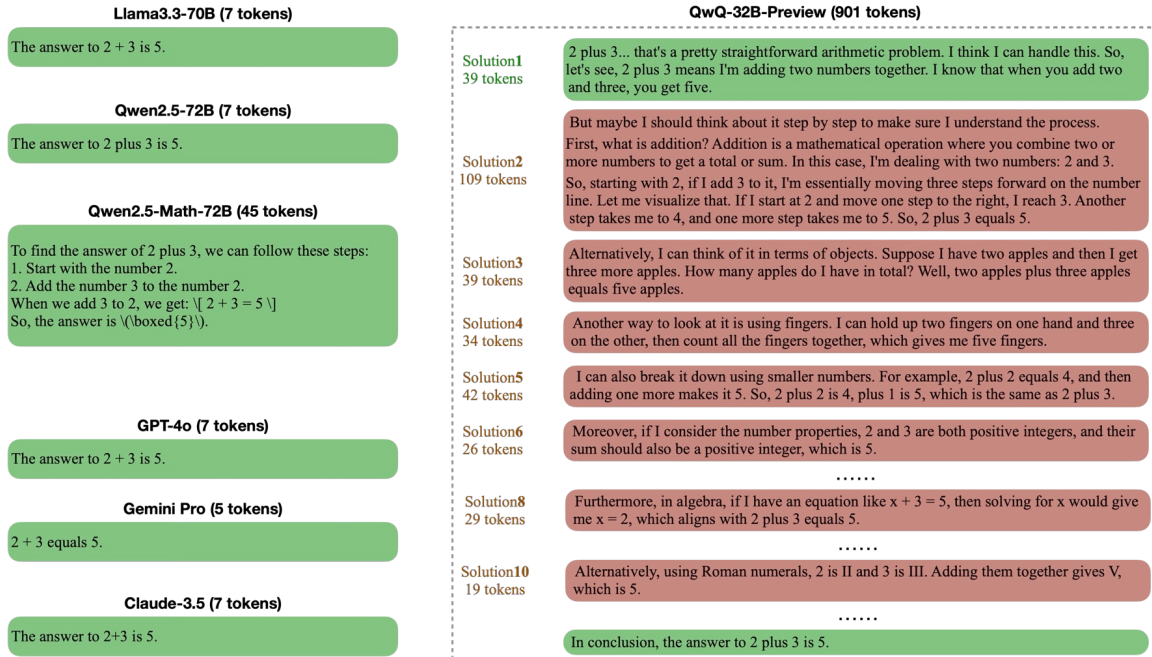 Llama3.3-70B (7 tokens)
The answer to 2 + 3 is 5.
Qwen2.5-72B (7 tokens)
The answer to 2 plus 3 is 5.
Qwen2.5-Math-72B (45 tokens)
To find the answer of 2 plus 3, we can follow these steps:
1. Start with the number 2.
2. Add the number 3 to the number 2.
When we add 3 to 2, we get: \[ 2 + 3 = 5 \]
So, the answer is \(\boxed{5}\).
GPT-4o (7 tokens)
The answer to 2 + 3 is 5.
Gemini Pro (5 tokens)
2 + 3 equals 5.
Claude-3.5 (7 tokens)
The answer to 2+3 is 5.
QwQ-32B-Preview (901 tokens)
Solution1
39 tokens
2 plus 3... that's a pretty straightforward arithmetic problem. I think I can handle this. So,
let's see, 2 plus 3 means I'm adding two numbers together. I know that when you add two
and three, you get five.
Solution2
109 tokens
But maybe I should think about it step by step to make sure I understand the process.
First, what is addition? Addition is a mathematical operation where you combine two or
more numbers to get a total or sum. In this case, I'm dealing with two numbers: 2 and 3.
So, starting with 2, if I add 3 to it, I'm essentially moving three steps forward on the number
line. Let me visualize that. If I start at 2 and move one step to the right, I reach 3. Another
step takes me to 4, and one more step takes me to 5. So, 2 plus 3 equals 5.
Solution3
39 tokens
Alternatively, I can think of it in terms of objects. Suppose I have two apples and then I get
three more apples. How many apples do I have in total? Well, two apples plus three apples
equals five apples.
Solution4
34 tokens
Another way to look at it is using fingers. I can hold up two fingers on one hand and three
on the other, then count all the fingers together, which gives me five fingers.
Solution5
42 tokens
I can also break it down using smaller numbers. For example, 2 plus 2 equals 4, and then
adding one more makes it 5. So, 2 plus 2 is 4, plus 1 is 5, which is the same as 2 plus 3.
Solution6
26 tokens
Moreover, if I consider the number properties, 2 and 3 are both positive integers, and their
sum should also be a positive integer, which is 5.
......
Solution8
29 tokens
Furthermore, in algebra, if I have an equation like x + 3 = 5, then solving for x would give
me x = 2, which aligns with 2 plus 3 equals 5.
......
Solution10
19 tokens
Alternatively, using Roman numerals, 2 is II and 3 is III. Adding them together gives V,
which is 5.
......
In conclusion, the answer to 2 plus 3 is 5.